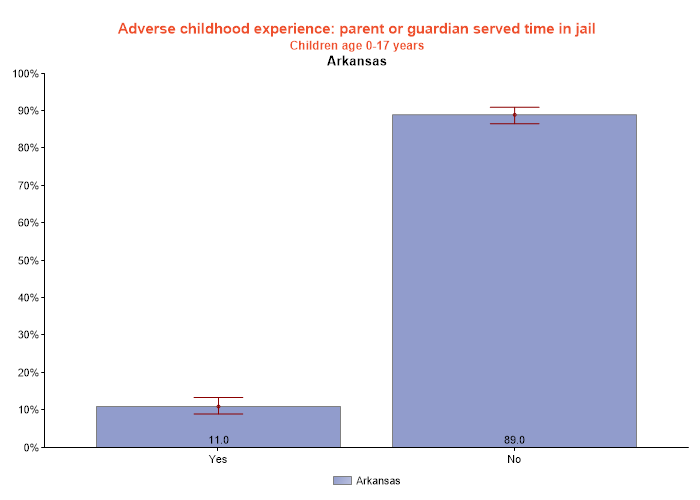 Adverse childhood experience: parent or guardian served time in jail
Children age 0-17 years
Arkansas
100%
90%
80%
70%
60%
50%
40%
30%
20%
10%
0%
11.0
89.0
Yes
No
Arkansas